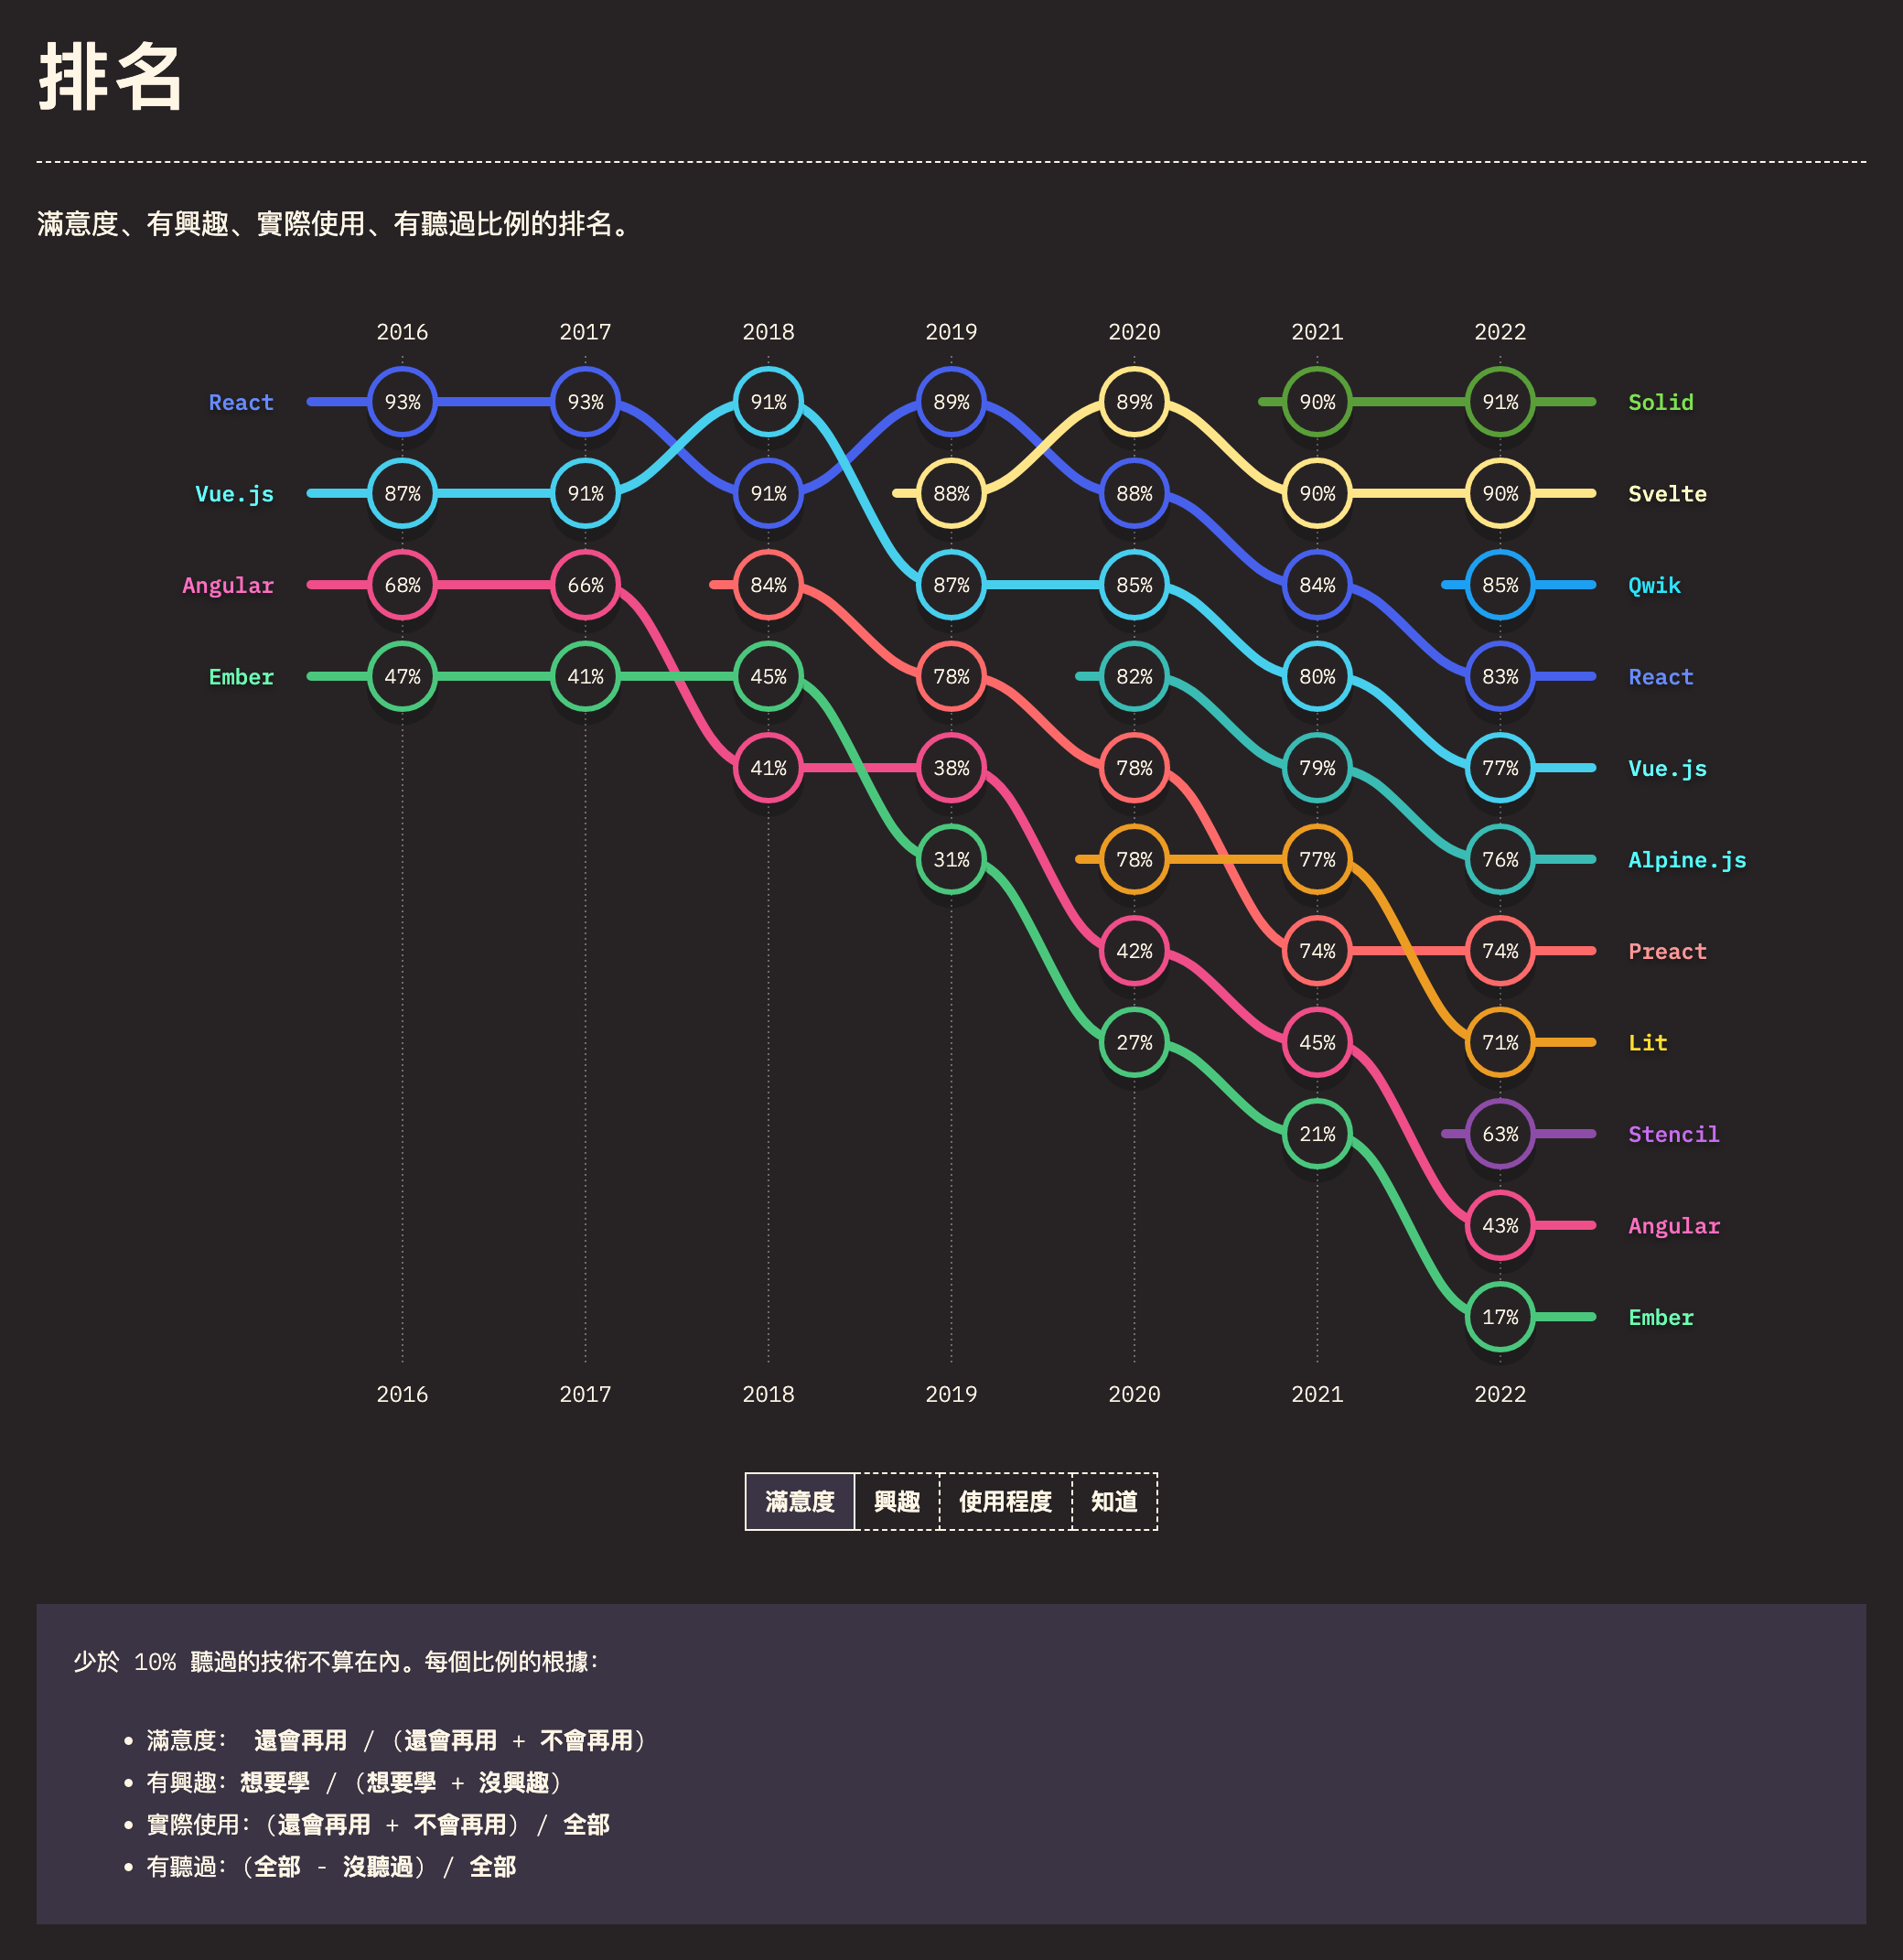 排名
滿意度、有興趣、實際使用、有聽過比例的排名。
2016 2017 2018 2019 2020 2021 2022
React 93% 93% 91% 89% 89% 90% 91% Solid
Vue.js 87% 91% 91% 88% 88% 90% 90% Svelte
Angular 68% 66% 84% 87% 85% 84% 85% Qwik
Ember 47% 41% 45% 78% 82% 80% 83% React
41% 38% 78% 79% 77% Vue.js
31% 78% 77% 76% Alpine.js
42% 74% 74% Preact
27% 45% 71% Lit
21% 63% Stencil
43% Angular
17% Ember
2016 2017 2018 2019 2020 2021 2022
滿意度 興趣 使用程度 知道
少於 10% 聽過的技術不算在內。每個比例的根據：
• 滿意度： 還會再用 / (還會再用 + 不會再用)
• 有興趣：想要學 / (想要學 + 沒興趣)
• 實際使用：(還會再用 + 不會再用) / 全部
• 有聽過：(全部 - 沒聽過) / 全部